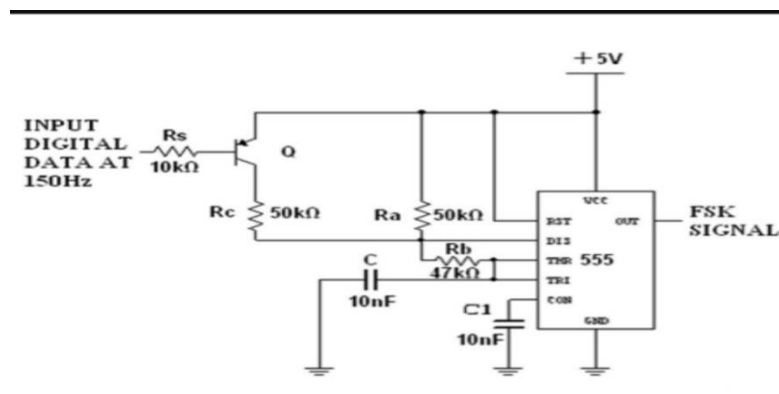 +5V
INPUT
DIGITAL
DATA AT
150Hz
Rs
10kΩ
Q
Rc
50kΩ
Ra
50kΩ
Rb
47kΩ
C
10nF
C1
10nF
VCC
RST
OUT
DIS
THR
555
TRI
CON
GND
FSK
SIGNAL